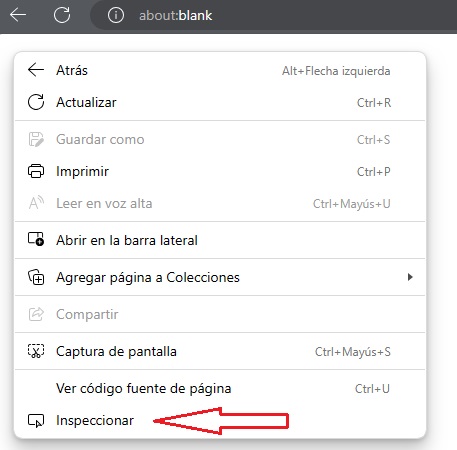 about:blank
Atrás Alt+Flecha izquierda
Actualizar Ctrl+R
Guardar como Ctrl+S
Imprimir Ctrl+P
Leer en voz alta Ctrl+Mayús+U
Abrir en la barra lateral
Agregar página a Colecciones
Compartir
Captura de pantalla Ctrl+Mayús+S
Ver código fuente de página Ctrl+U
Inspeccionar